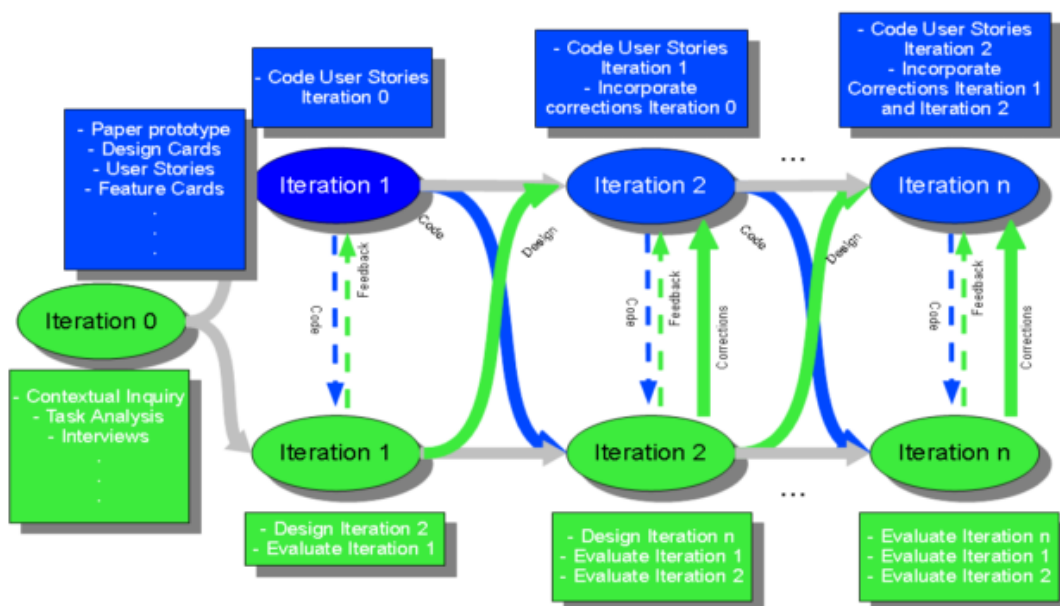 - Code User Stories
Iteration 0
- Code User Stories
Iteration 1
- Incorporate
corrections Iteration 0
- Code User Stories
Iteration 2
- Incorporate
Corrections Iteration 1
and Iteration 2
- Paper prototype
- Design Cards
- User Stories
- Feature Cards
.
.
.
Iteration 1
...
Iteration 2
Iteration n
Code
Design
Code
Design
Code
Feedback
Code
Feedback
Corrections
Code
Feedback
Corrections
Iteration 0
- Contextual Inquiry
- Task Analysis
- Interviews
.
.
.
Iteration 1
Iteration 2
Iteration n
...
- Design Iteration 2
- Evaluate Iteration 1
- Design Iteration n
- Evaluate Iteration 1
- Evaluate Iteration 2
- Evaluate Iteration n
- Evaluate Iteration 1
- Evaluate Iteration 2